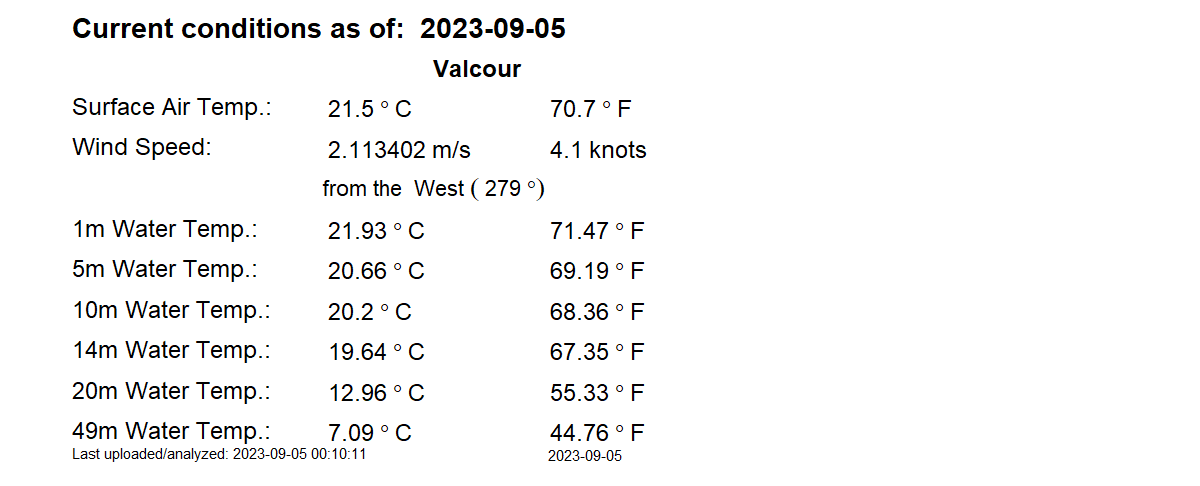 Current conditions as of: 2023-09-05
Valcour
Surface Air Temp.: 21.5 ° C 70.7 ° F
Wind Speed: 2.113402 m/s 4.1 knots
from the West ( 279 °)
1m Water Temp.: 21.93 ° C 71.47 ° F
5m Water Temp.: 20.66 ° C 69.19 ° F
10m Water Temp.: 20.2 ° C 68.36 ° F
14m Water Temp.: 19.64 ° C 67.35 ° F
20m Water Temp.: 12.96 ° C 55.33 ° F
49m Water Temp.: 7.09 ° C 44.76 ° F
Last uploaded/analyzed: 2023-09-05 00:10:11 2023-09-05